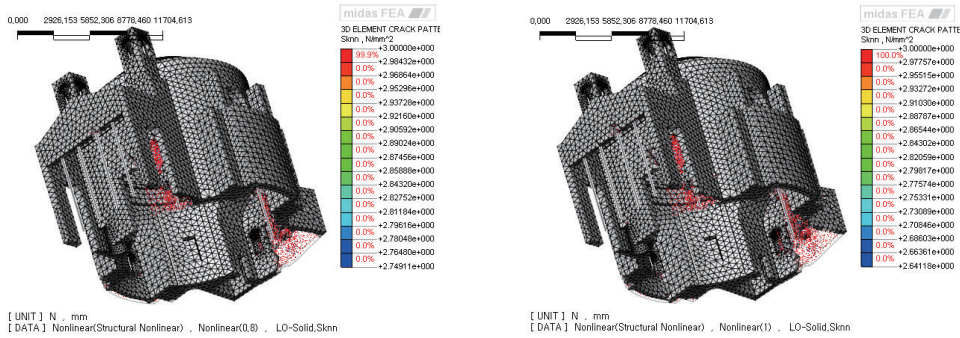 0,000 2926,153 5852,306 8778,460 11704,613
midas FEA
3D ELEMENT CRACK PATTE
Sknn , N/mm^2
+3.00000e+000
99.9%
+2.98432e+000
0.0%
+2.96864e+000
0.0%
+2.95296e+000
0.0%
+2.93728e+000
0.0%
+2.92160e+000
0.0%
+2.90592e+000
0.0%
+2.89024e+000
0.0%
+2.87456e+000
0.0%
+2.85888e+000
0.0%
+2.84320e+000
0.0%
+2.82752e+000
0.0%
+2.81184e+000
0.0%
+2.79616e+000
0.0%
+2.78048e+000
0.0%
+2.76480e+000
0.0%
+2.74911e+000
[ UNIT ] N , mm
[ DATA ] Nonlinear(Structural Nonlinear) , Nonlinear(0,8) , LO-Solid,Sknn
0,000 2926,153 5852,306 8778,460 11704,613
midas FEA
3D ELEMENT CRACK PATTE
Sknn , N/mm^2
+3.00000e+000
100.0%
+2.97757e+000
0.0%
+2.95515e+000
0.0%
+2.93272e+000
0.0%
+2.91030e+000
0.0%
+2.88787e+000
0.0%
+2.86544e+000
0.0%
+2.84302e+000
0.0%
+2.82059e+000
0.0%
+2.79817e+000
0.0%
+2.77574e+000
0.0%
+2.75331e+000
0.0%
+2.73089e+000
0.0%
+2.70846e+000
0.0%
+2.68603e+000
0.0%
+2.66361e+000
0.0%
+2.64118e+000
[ UNIT ] N , mm
[ DATA ] Nonlinear(Structural Nonlinear) , Nonlinear(1) , LO-Solid,Sknn